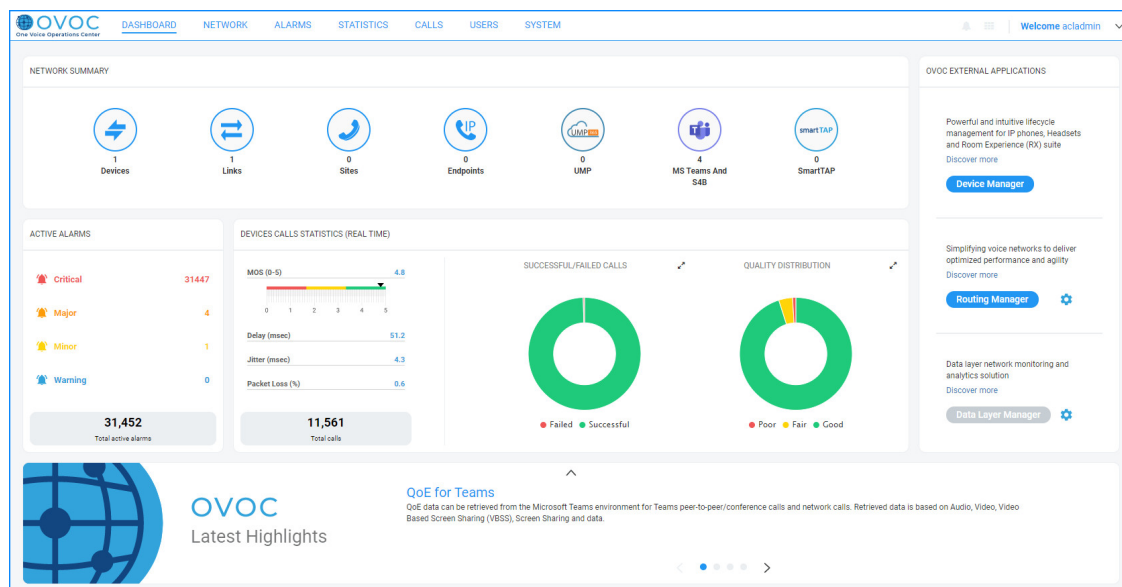 OVOC
One Voice Operations Center
DASHBOARD NETWORK ALARMS STATISTICS CALLS USERS SYSTEM
Welcome acladmin
NETWORK SUMMARY
1
Devices
1
Links
0
Sites
IP
0
Endpoints
UMP
0
UMP
4
MS Teams And
S4B
smartTAP
0
SmartTAP
ACTIVE ALARMS
Critical 31447
Major 4
Minor 1
Warning 0
31,452
Total active alarms
DEVICES CALLS STATISTICS (REAL TIME)
MOS (0-5) 4.8
0 1 2 3 4 5
Delay (msec) 51.2
Jitter (msec) 4.3
Packet Loss (%) 0.6
11,561
Total calls
SUCCESSFUL/FAILED CALLS
Failed Successful
QUALITY DISTRIBUTION
Poor Fair Good
OVOC EXTERNAL APPLICATIONS
Powerful and intuitive lifecycle
management for IP phones, Headsets
and Room Experience (RX) suite
Discover more
Device Manager
Simplifying voice networks to deliver
optimized performance and agility
Discover more
Routing Manager
Data layer network monitoring and
analytics solution
Discover more
Data Layer Manager
OVOC
Latest Highlights
QoE for Teams
QoE data can be retrieved from the Microsoft Teams environment for Teams peer-to-peer/conference calls and network calls. Retrieved data is based on Audio, Video, Video
Based Screen Sharing (VBSS), Screen Sharing and data.